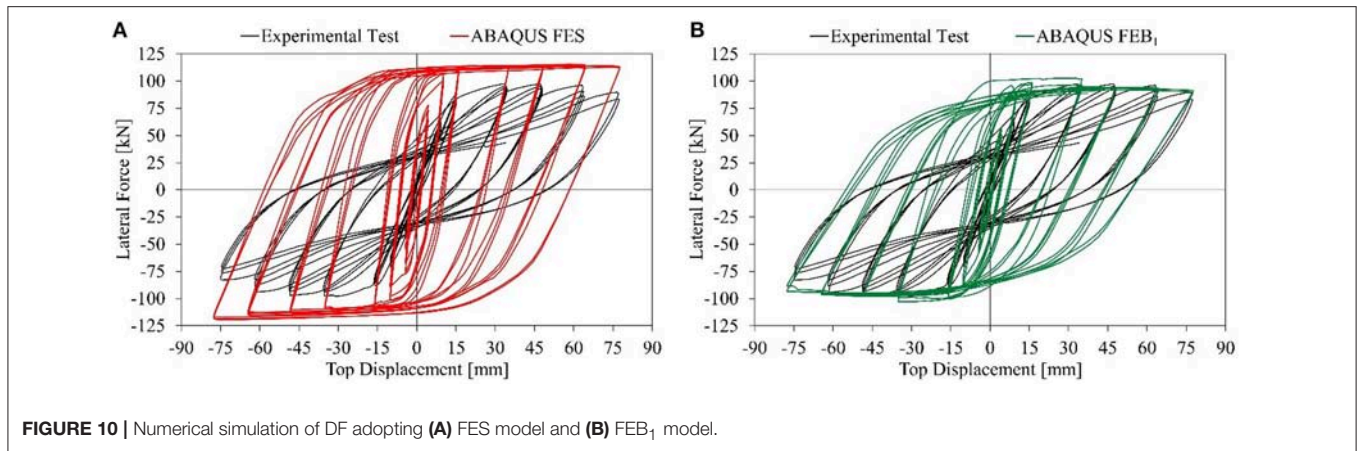 A
Experimental Test
ABAQUS FES
125
100
75
50
25
0
-25
-50
-75
-100
-125
Lateral Force [kN]
-90 -75 -60 -45 -30 -15 0 15 30 45 60 75 90
Top Displacement [mm]
B
Experimental Test
ABAQUS FEB₁
125
100
75
50
25
0
-25
-50
-75
-100
-125
Lateral Force [kN]
-90 -75 -60 -45 -30 -15 0 15 30 45 60 75 90
Top Displacement [mm]
FIGURE 10 | Numerical simulation of DF adopting (A) FES model and (B) FEB₁ model.